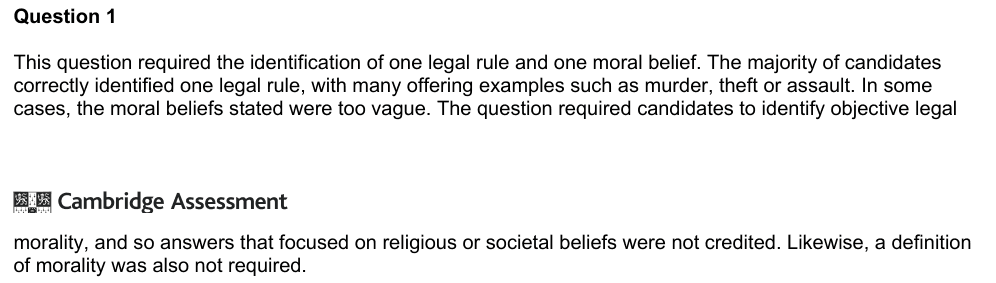 Question 1
This question required the identification of one legal rule and one moral belief. The majority of candidates
correctly identified one legal rule, with many offering examples such as murder, theft or assault. In some
cases, the moral beliefs stated were too vague. The question required candidates to identify objective legal
Cambridge Assessment
morality, and so answers that focused on religious or societal beliefs were not credited. Likewise, a definition
of morality was also not required.